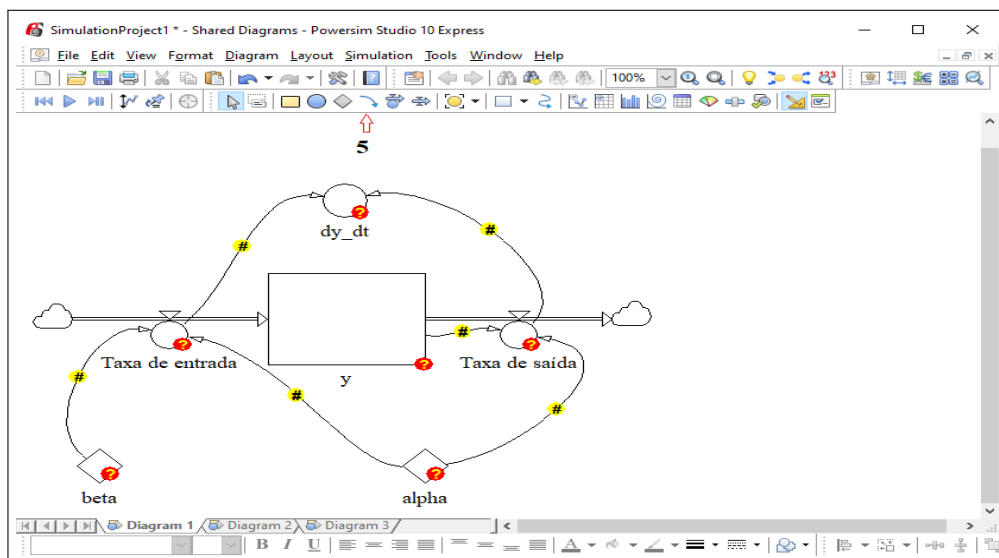 SimulationProject1 * - Shared Diagrams - Powersim Studio 10 Express
File Edit View Format Diagram Layout Simulation Tools Window Help
100%
123
5
dy_dt
?
#
#
#
Taxa de entrada
?
y
?
Taxa de saída
?
#
#
#
beta
?
alpha
?
Diagram 1 Diagram 2 Diagram 3
B I U A